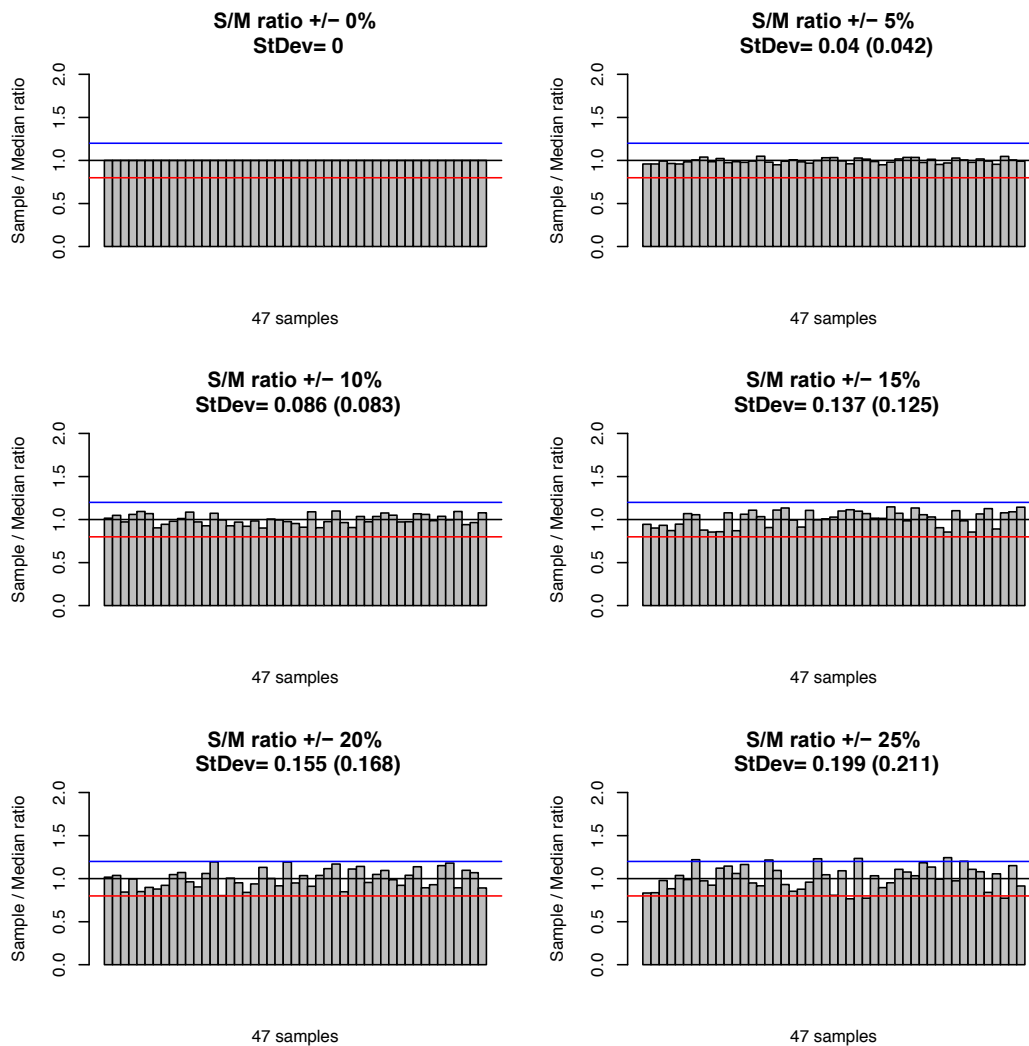 S/M ratio +/− 0%
StDev= 0
Sample / Median ratio
2.0
1.5
1.0
0.5
0.0
47 samples
S/M ratio +/− 5%
StDev= 0.04 (0.042)
Sample / Median ratio
2.0
1.5
1.0
0.5
0.0
47 samples
S/M ratio +/− 10%
StDev= 0.086 (0.083)
Sample / Median ratio
2.0
1.5
1.0
0.5
0.0
47 samples
S/M ratio +/− 15%
StDev= 0.137 (0.125)
Sample / Median ratio
2.0
1.5
1.0
0.5
0.0
47 samples
S/M ratio +/− 20%
StDev= 0.155 (0.168)
Sample / Median ratio
2.0
1.5
1.0
0.5
0.0
47 samples
S/M ratio +/− 25%
StDev= 0.199 (0.211)
Sample / Median ratio
2.0
1.5
1.0
0.5
0.0
47 samples